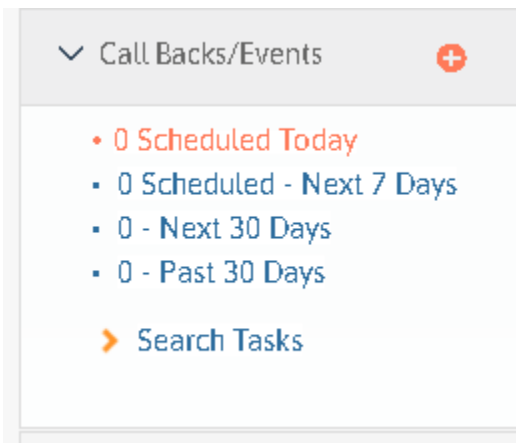 Call Backs/Events
• 0 Scheduled Today
▪ 0 Scheduled - Next 7 Days
▪ 0 - Next 30 Days
▪ 0 - Past 30 Days
Search Tasks